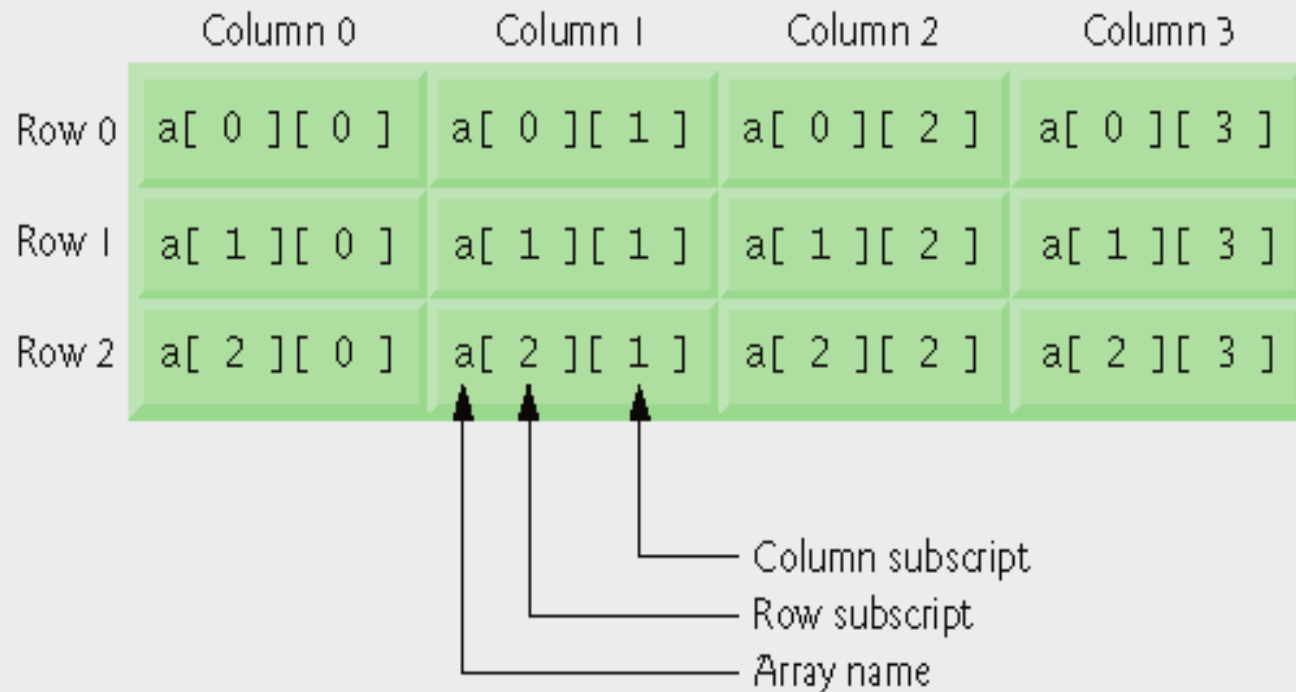 Column 0 Column 1 Column 2 Column 3
Row 0 a[ 0 ][ 0 ] a[ 0 ][ 1 ] a[ 0 ][ 2 ] a[ 0 ][ 3 ]
Row 1 a[ 1 ][ 0 ] a[ 1 ][ 1 ] a[ 1 ][ 2 ] a[ 1 ][ 3 ]
Row 2 a[ 2 ][ 0 ] a[ 2 ][ 1 ] a[ 2 ][ 2 ] a[ 2 ][ 3 ]
Column subscript
Row subscript
Array name